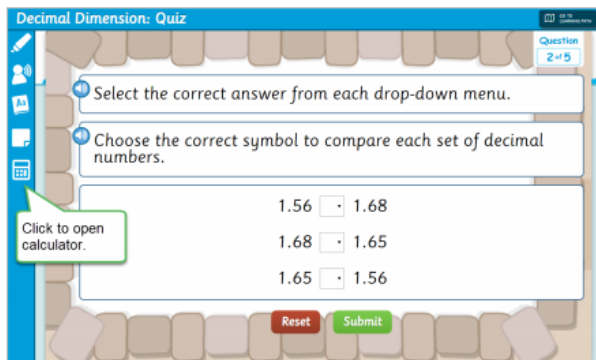 Decimal Dimension: Quiz
Question
2 of 5
Select the correct answer from each drop-down menu.
Choose the correct symbol to compare each set of decimal
numbers.
Aa
Click to open
calculator.
1.56 1.68
1.68 1.65
1.65 1.56
Reset Submit